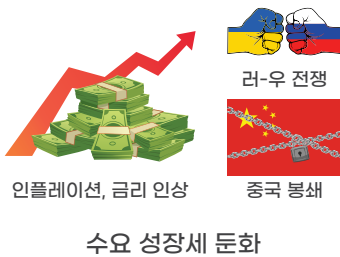 러-우 전쟁
인플레이션, 금리 인상
중국 봉쇄
수요 성장세 둔화